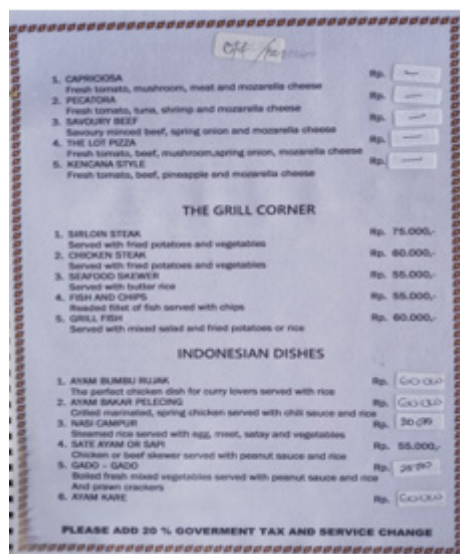 OFF
1. CAPRICIOSA Rp. -
Fresh tomato, mushroom, meat and mozarella cheese
2. PECATORA Rp. -
Fresh tomato, tuna, shrimp and mozarella cheese
3. SAVOURY BEEF Rp. -
Savoury minced beef, spring onion and mozarella cheese
4. THE LOT PIZZA Rp. -
Fresh tomato, beef, mushroom,spring onion, mozarella cheese
5. KENCANA STYLE Rp. -
Fresh tomato, beef, pineapple and mozarella cheese
THE GRILL CORNER
1. SIRLOIN STEAK Rp. 75.000,-
Served with fried potatoes and vegetables
2. CHICKEN STEAK Rp. 60.000,-
Served with fried potatoes and vegetables
3. SEAFOOD SKEWER Rp. 55.000,-
Served with butter rice
4. FISH AND CHIPS Rp. 55.000,-
Readed fillet of fish served with chips
5. GRILL FISH Rp. 60.000,-
Served with mixed salad and fried potatoes or rice
INDONESIAN DISHES
1. AYAM BUMBU RUJAK Rp. 60.000
The perfect chicken dish for curry lovers served with rice
2. AYAM BAKAR PELECING Rp. 60.000
Grilled marinated, spring chicken served with chili sauce and rice
3. NASI CAMPUR Rp.
Steamed rice served with egg, meat, satay and vegetables
4. SATE AYAM OR SAPI Rp. 55.000,-
Chicken or beef skewer served with peanut sauce and rice
5. GADO - GADO Rp.
Boiled fresh mixed vegetables served with peanut sauce and rice
And prawn crackers
6. AYAM KARE Rp. 60.000
PLEASE ADD 20 % GOVERMENT TAX AND SERVICE CHANGE